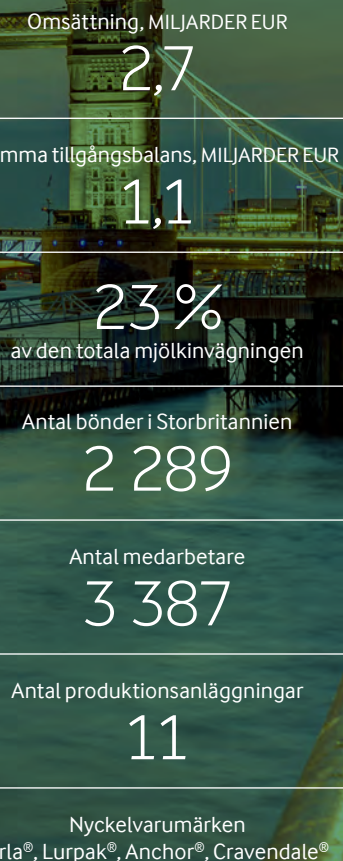 Omsättning, MILJARDER EUR
2,7
tillgångsbalans, MILJARDER EUR
1,1
23 %
av den totala mjölkinvägningen
Antal bönder i Storbritannien
2 289
Antal medarbetare
3 387
Antal produktionsanläggningar
11
Nyckelvarumärken
Lurpak®, Anchor®, Cravendale®